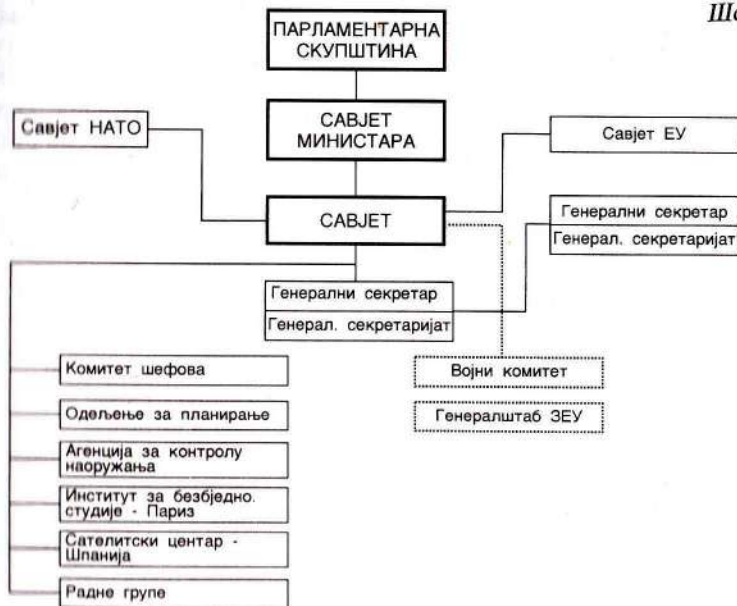 ПАРЛАМЕНТАРНА
СКУПШТИНА
САВЈЕТ
МИНИСТАРА
Савјет НАТО
Савјет ЕУ
САВЈЕТ
Генерални секретар
Генерал. секретаријат
Генерални секретар
Генерал. секретаријат
Комитет шефова
Војни комитет
Одељење за планирање
Генералштаб ЗЕУ
Агенција за контролу
наоружања
Институт за безбједно.
студије - Париз
Сателитски центар -
Шпанија
Радне групе